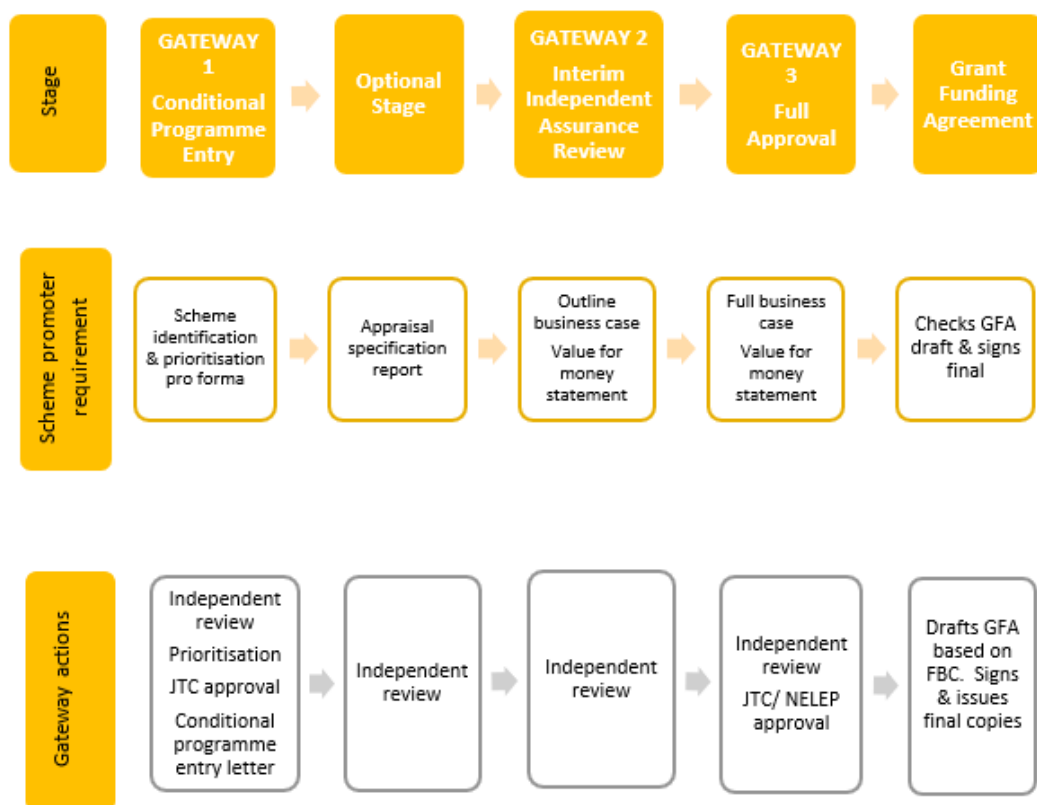 Stage
GATEWAY
1
Conditional
Programme
Entry
Optional
Stage
GATEWAY 2
Interim
Independent
Assurance
Review
GATEWAY
3
Full
Approval
Grant
Funding
Agreement
Scheme promoter
requirement
Scheme
identification
& prioritisation
pro forma
Appraisal
specification
report
Outline
business case
Value for
money
statement
Full business
case
Value for
money
statement
Checks GFA
draft & signs
final
Gateway actions
Independent
review
Prioritisation
JTC approval
Conditional
programme
entry letter
Independent
review
Independent
review
Independent
review
JTC/ NELEP
approval
Drafts GFA
based on
FBC. Signs
& issues
final copies